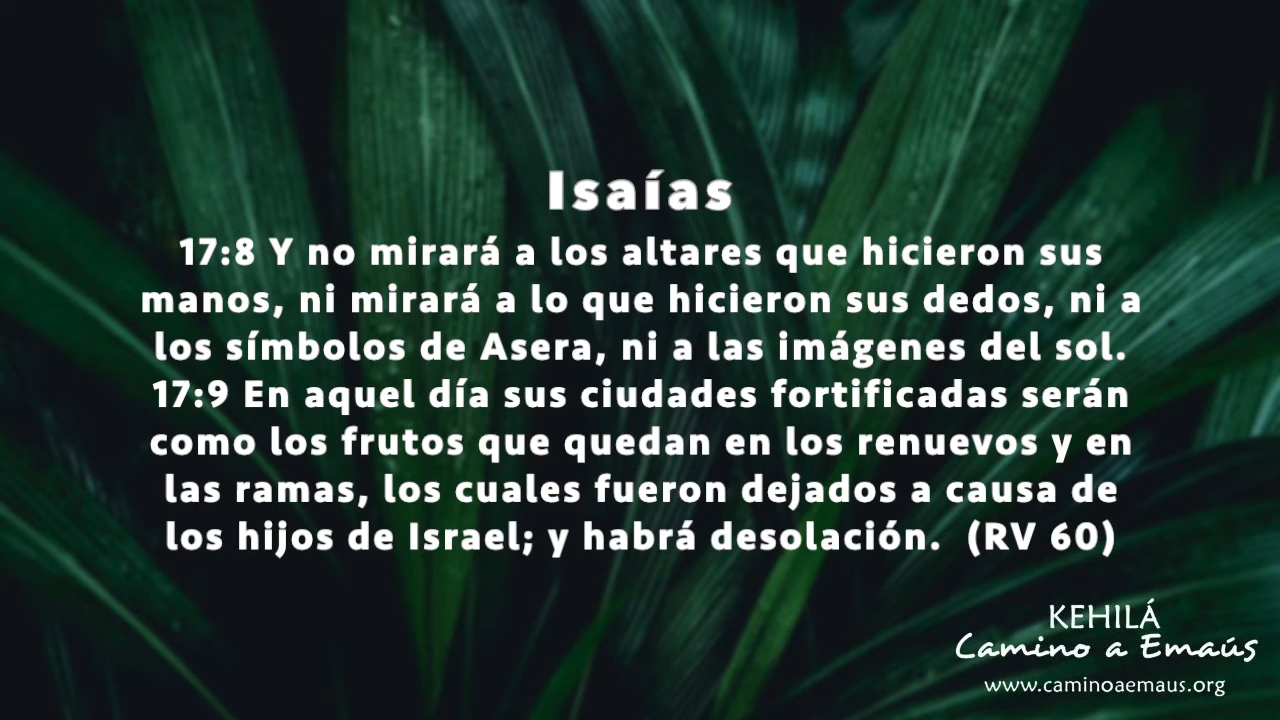 Isaías
17:8 Y no mirará a los altares que hicieron sus
manos, ni mirará a lo que hicieron sus dedos, ni a
los símbolos de Asera, ni a las imágenes del sol.
17:9 En aquel día sus ciudades fortificadas serán
como los frutos que quedan en los renuevos y en
las ramas, los cuales fueron dejados a causa de
los hijos de Israel; y habrá desolación.  (RV 60)
KEHILÁ
Camino a Emaús
www.caminoaemaus.org